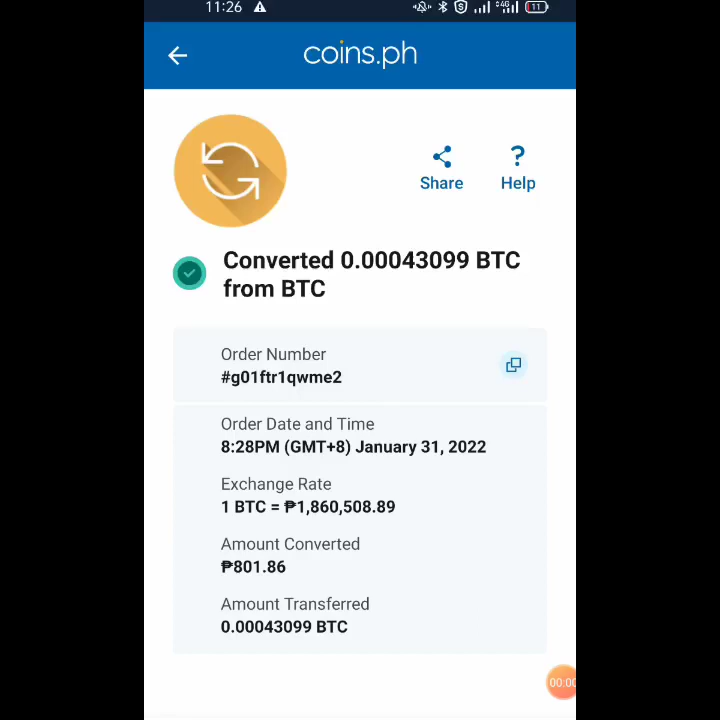 11:26
4G
11
coins.ph
?
Share
Help
Converted 0.00043099 BTC
from BTC
Order Number
#g01ftr1qwme2
Order Date and Time
8:28PM (GMT+8) January 31, 2022
Exchange Rate
1 BTC = ₱1,860,508.89
Amount Converted
₱801.86
Amount Transferred
0.00043099 BTC